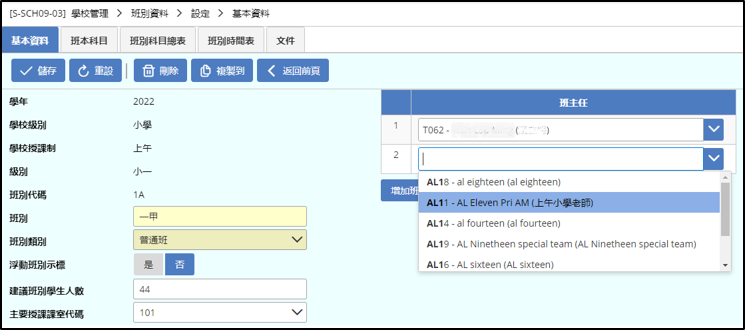 [S-SCH09-03] 學校管理 > 班別資料 > 設定 > 基本資料
基本資料 班本科目 班別科目總表 班別時間表 文件
儲存 重設 刪除 複製到 返回前頁
學年 2022
學校級別 小學
學校授課制 上午
級別 小一
班別代碼 1A
班別 一甲
班別類別 普通班
浮動班別示標 是 否
建議班別學生人數 44
主要授課課室代碼 101
班主任
1 T062 -
2
增加班
AL18 - al eighteen (al eighteen)
AL11 - AL Eleven Pri AM (上午小學老師)
AL14 - al fourteen (al fourteen)
AL19 - AL Ninetheen special team (AL Ninetheen special team)
AL16 - AL sixteen (AL sixteen)